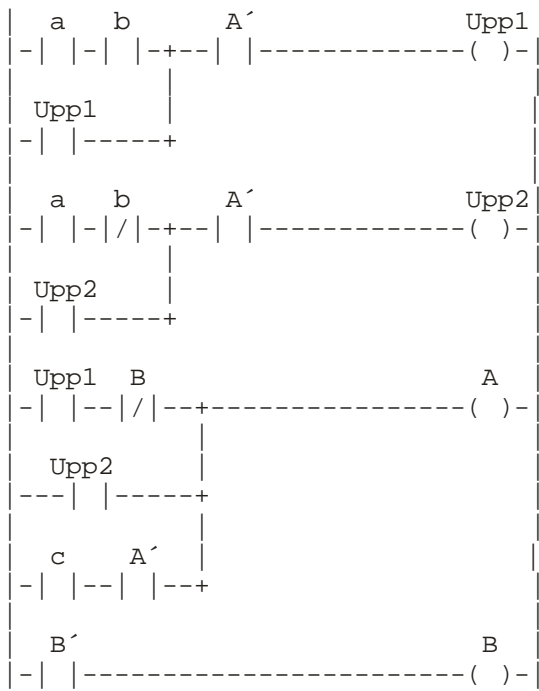 |  a   b      A´              Upp1
|-| |-| |-+--| |-------------( )-|
|         |                      |
| Upp1    |                      |
|-| |-----+                      |
|                                |
|  a   b      A´              Upp2|
|-| |-|/|-+--| |-------------( )-|
|         |                      |
| Upp2    |                      |
|-| |-----+                      |
|                                |
| Upp1  B                     A  |
|-| |--|/|--+----------------( )-|
|           |                    |
|  Upp2     |                    |
|---| |-----+                    |
|           |                    |
|  c    A´  |                    |
|-| |--| |--+                    |
|                                |
|  B´                         B  |
|-| |------------------------( )-|